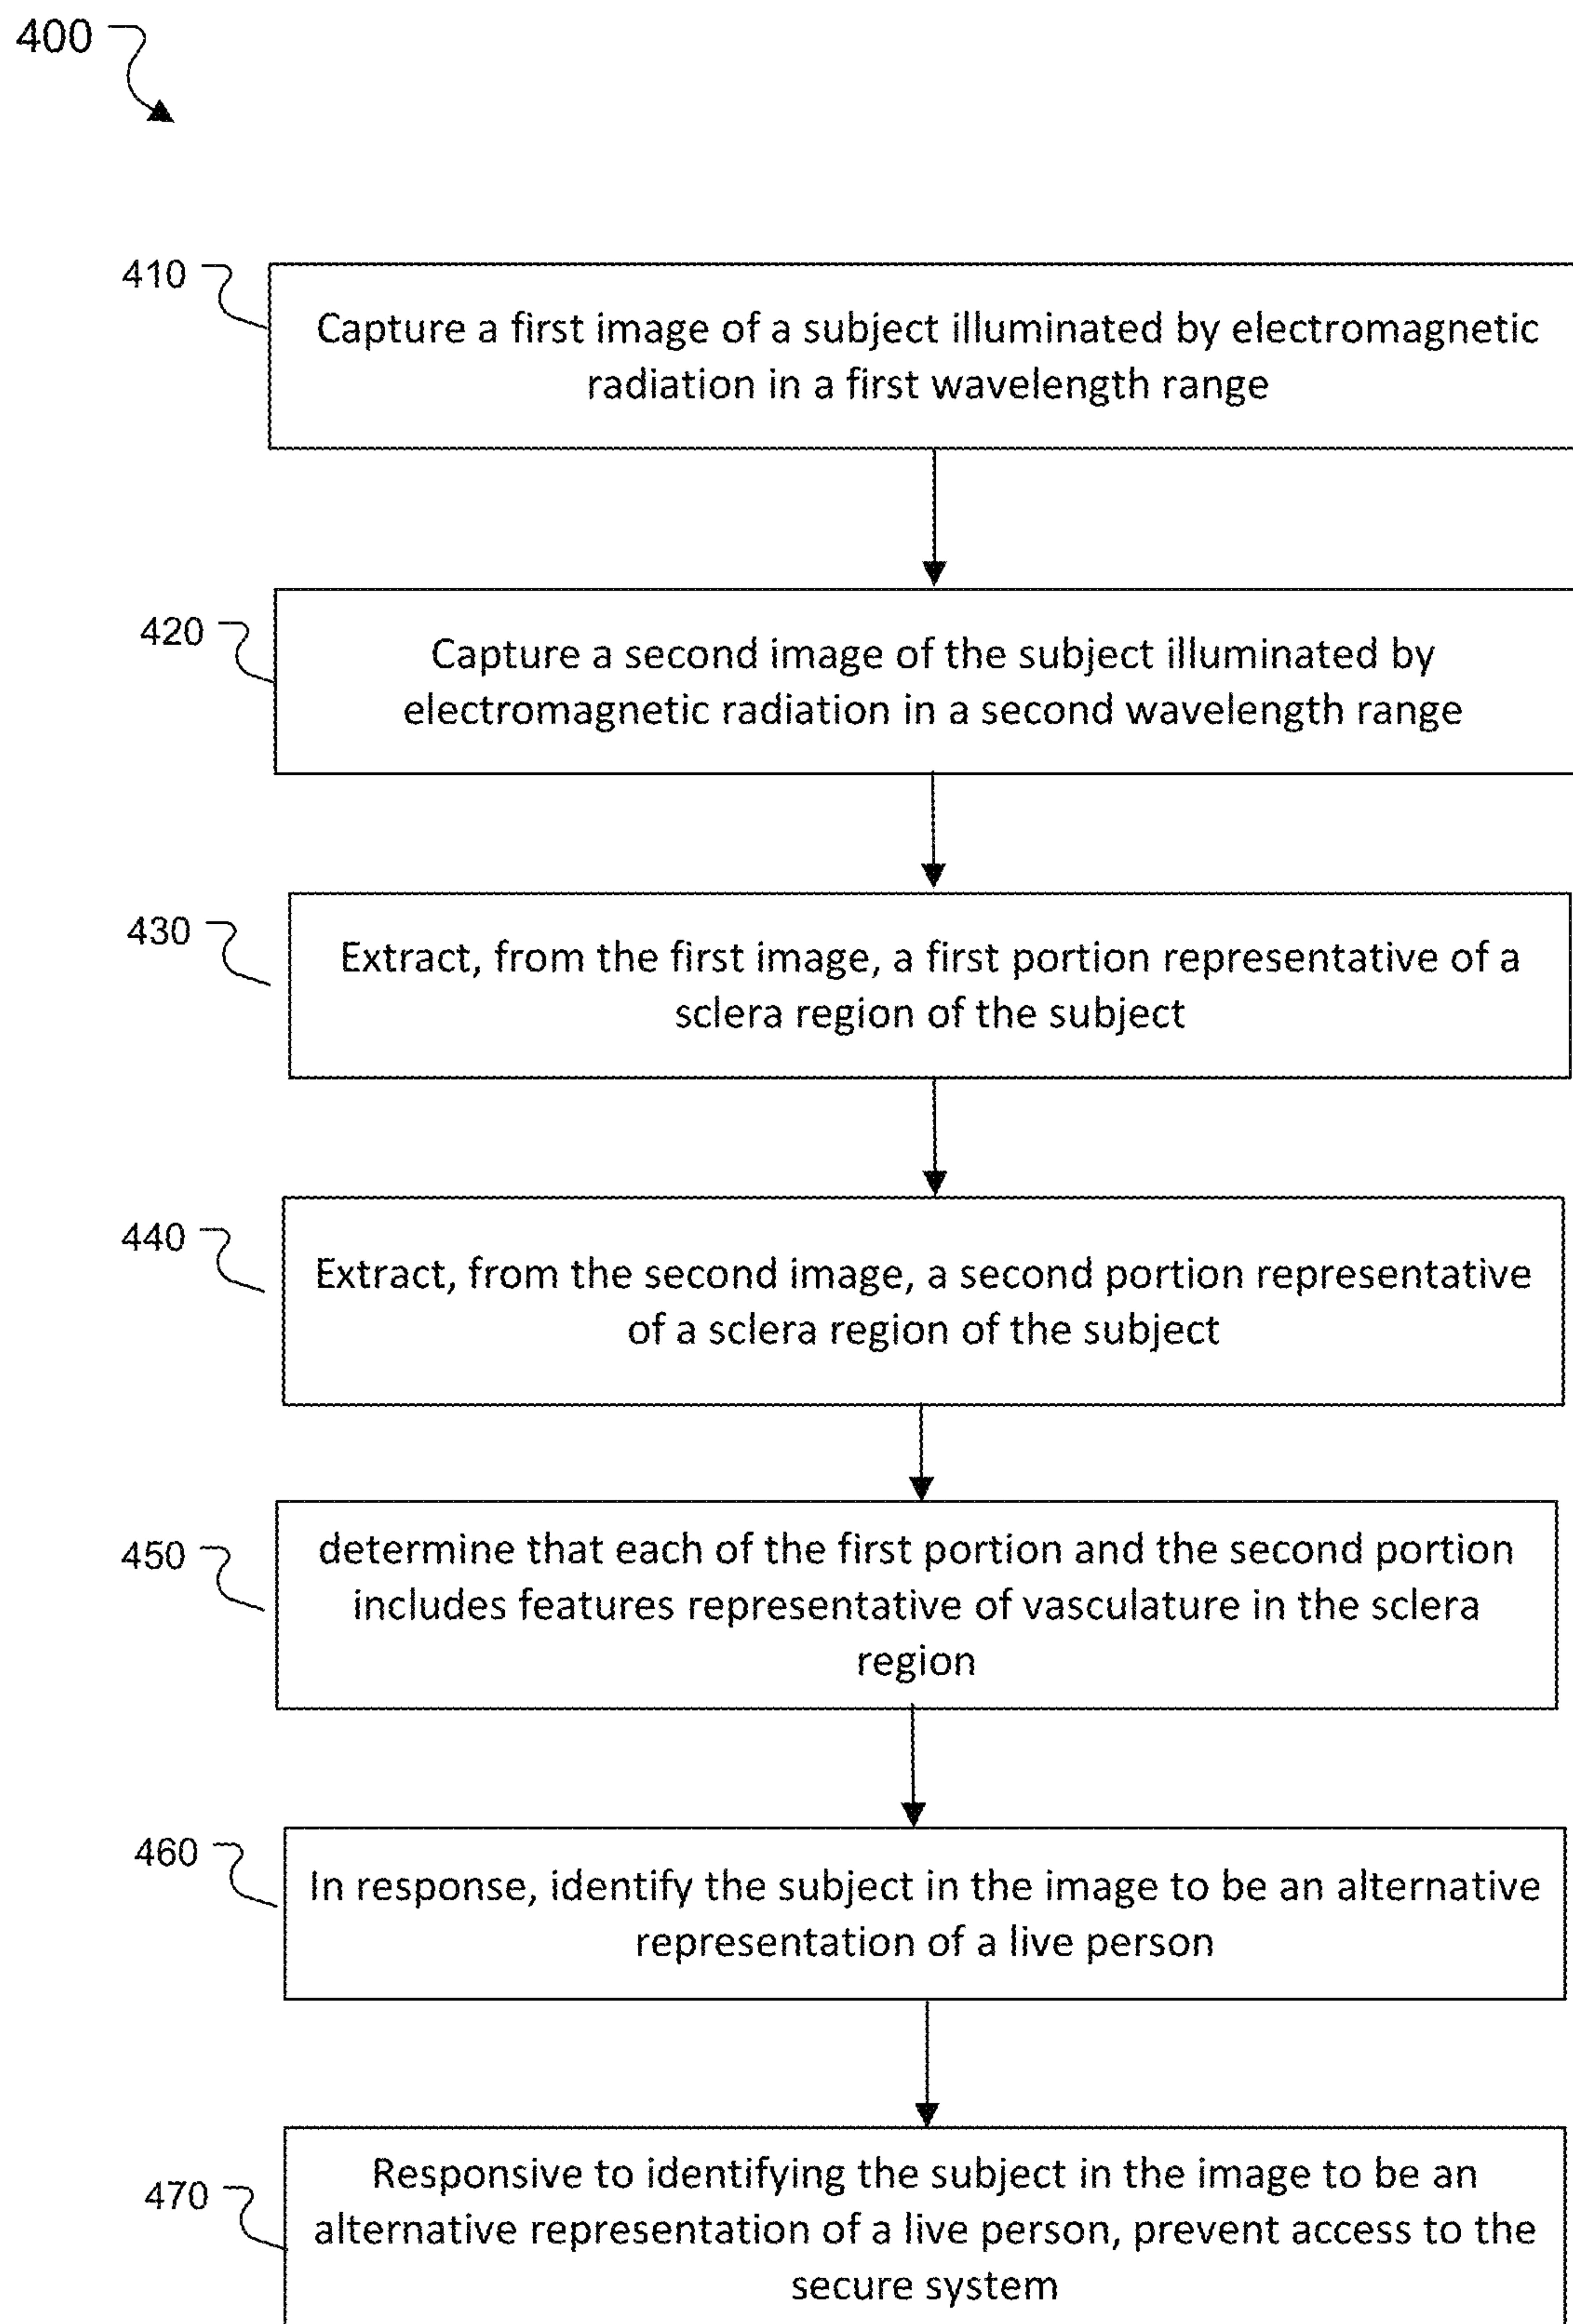 400
410
Capture a first image of a subject illuminated by electromagnetic
radiation in a first wavelength range
420
Capture a second image of the subject illuminated by
electromagnetic radiation in a second wavelength range
430
Extract, from the first image, a first portion representative of a
sclera region of the subject
440
Extract, from the second image, a second portion representative
of a sclera region of the subject
450
determine that each of the first portion and the second portion
includes features representative of vasculature in the sclera
region
460
In response, identify the subject in the image to be an alternative
representation of a live person
470
Responsive to identifying the subject in the image to be an
alternative representation of a live person, prevent access to the
secure system